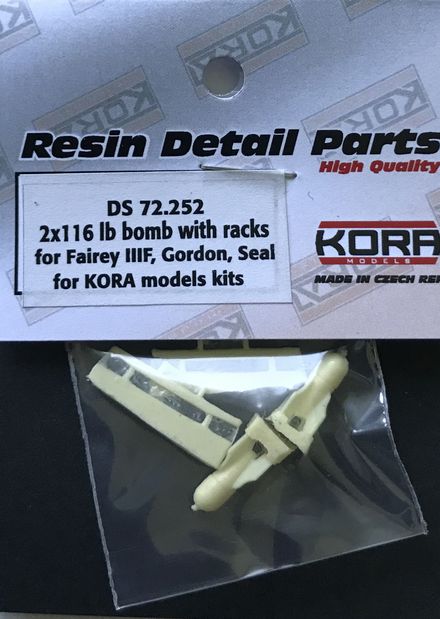 KORA
Resin Detail Parts
High Quality
DS 72.252
2x116 lb bomb with racks
for Fairey IIIF, Gordon, Seal
for KORA models kits
KORA
MODELS
MADE IN CZECH REP